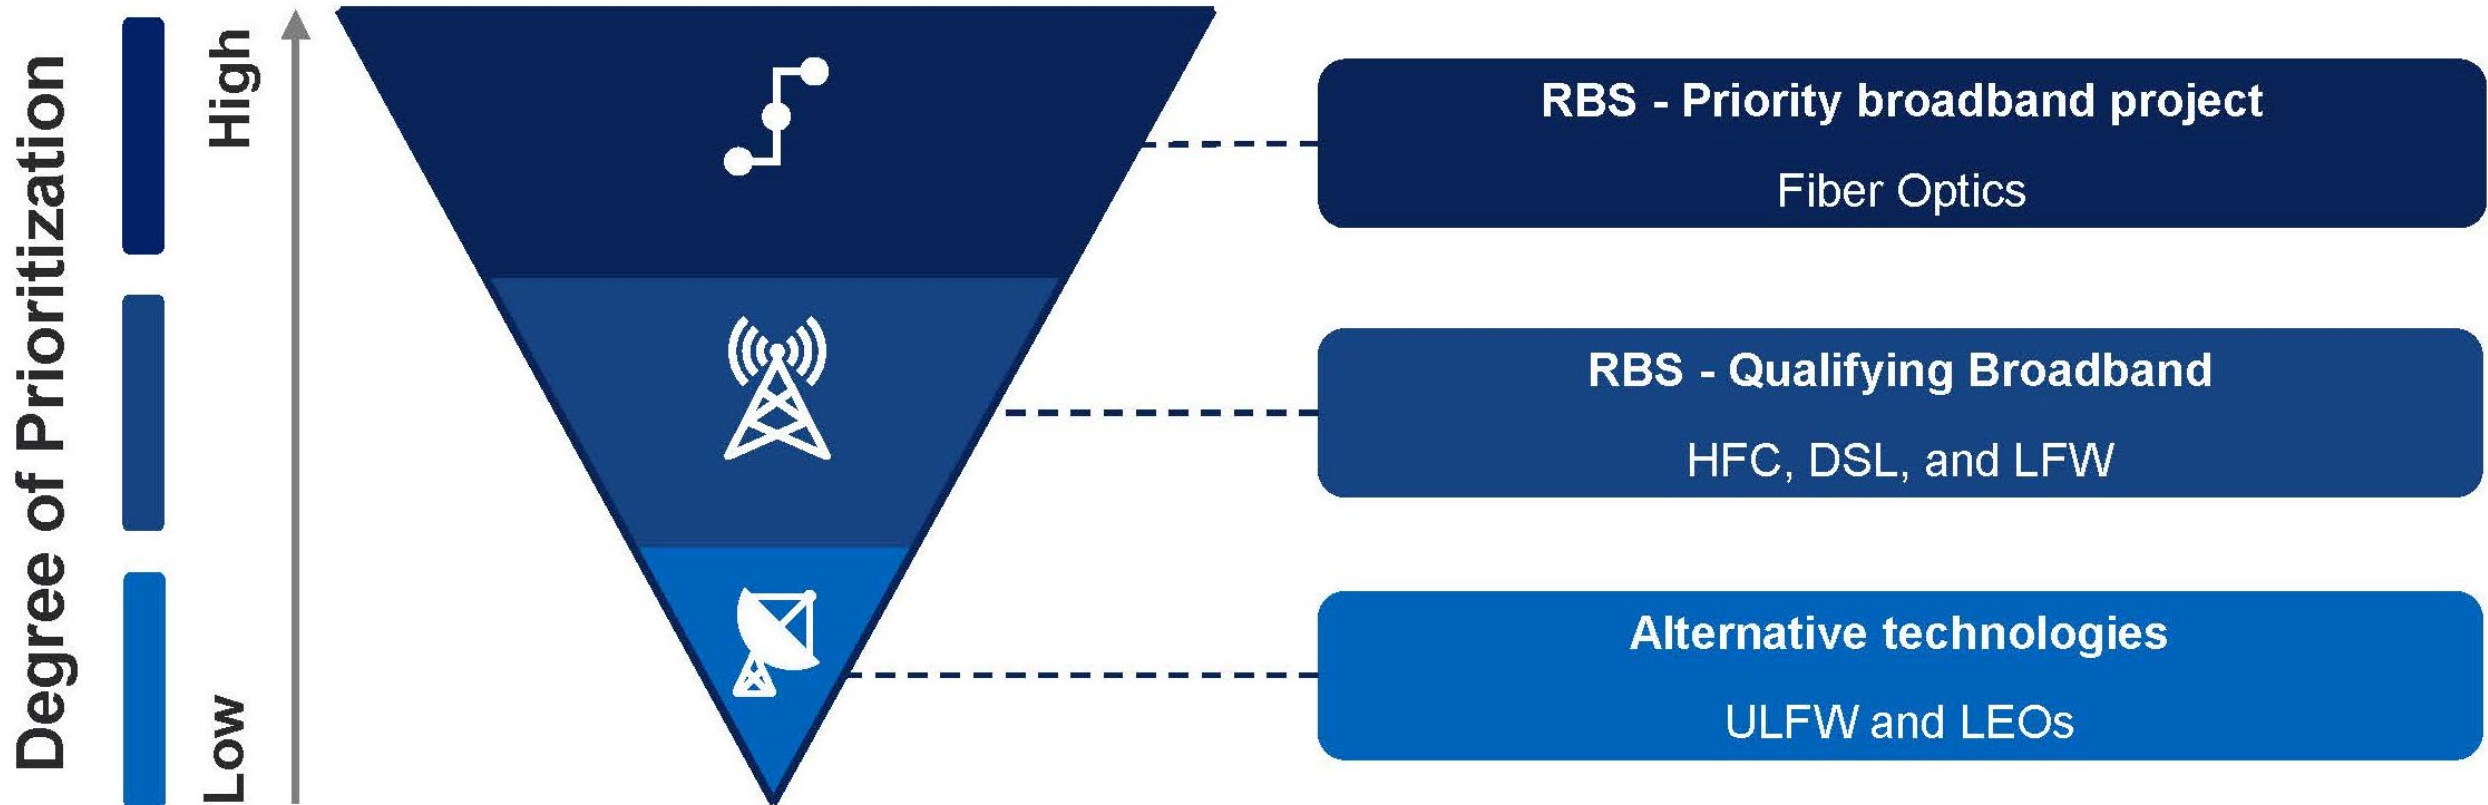 Degree of Prioritization
High
Low
RBS - Priority broadband project
Fiber Optics
RBS - Qualifying Broadband
HFC, DSL, and LFW
Alternative technologies
ULFW and LEOs